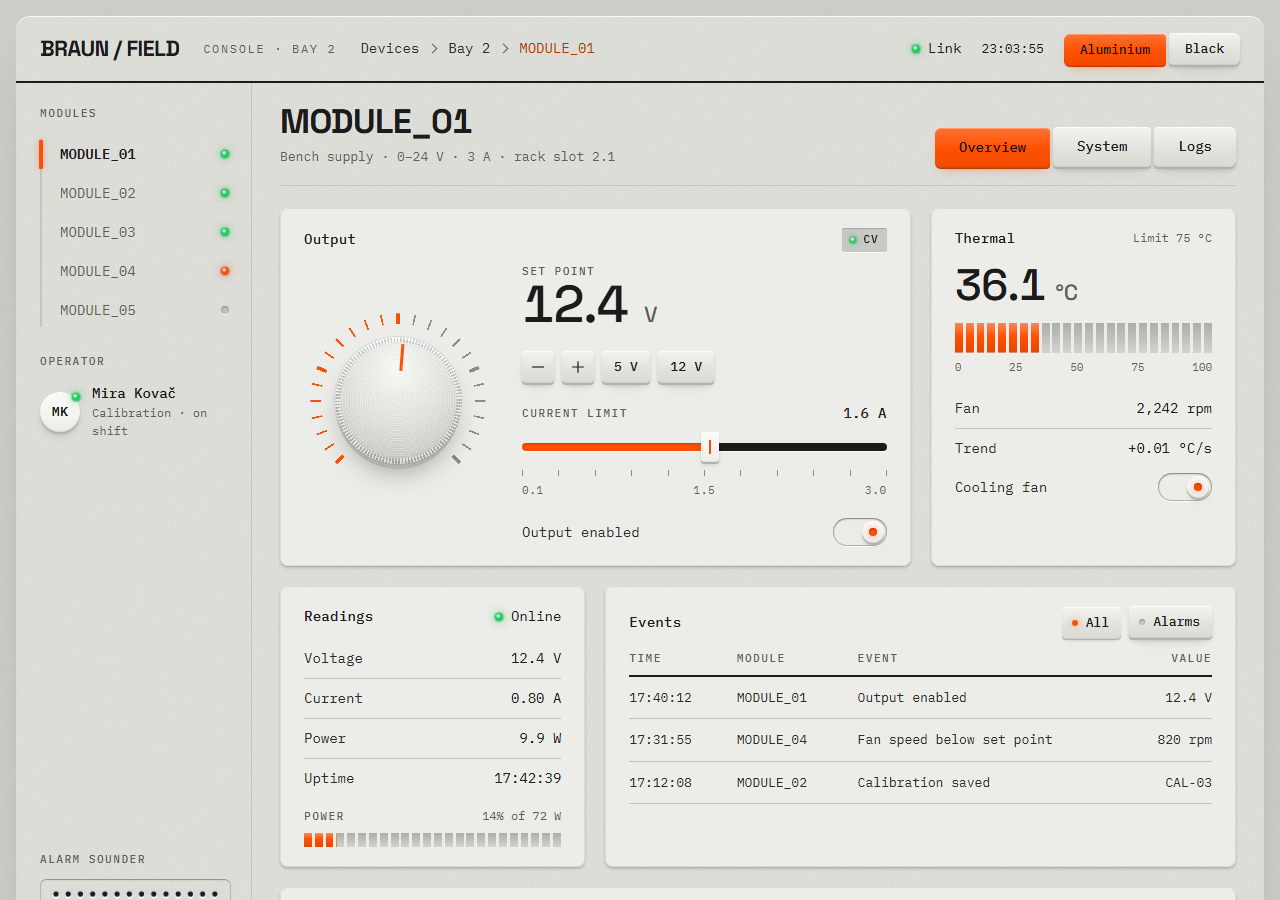 BRAUN / FIELD
CONSOLE · BAY 2
Devices > Bay 2 > MODULE_01
Link
23:03:55
Aluminium
Black
MODULES
MODULE_01
MODULE_02
MODULE_03
MODULE_04
MODULE_05
OPERATOR
MK
Mira Kovač
Calibration · on
shift
ALARM SOUNDER
MODULE_01
Bench supply · 0–24 V · 3 A · rack slot 2.1
Overview
System
Logs
Output
CV
SET POINT
12.4 V
− + 5 V 12 V
CURRENT LIMIT 1.6 A
0.1 1.5 3.0
Output enabled
Thermal
Limit 75 °C
36.1 °C
0 25 50 75 100
Fan 2,242 rpm
Trend +0.01 °C/s
Cooling fan
Readings
Online
Voltage 12.4 V
Current 0.80 A
Power 9.9 W
Uptime 17:42:39
POWER 14% of 72 W
Events
All
Alarms
TIME MODULE EVENT VALUE
17:40:12 MODULE_01 Output enabled 12.4 V
17:31:55 MODULE_04 Fan speed below set point 820 rpm
17:12:08 MODULE_02 Calibration saved CAL-03